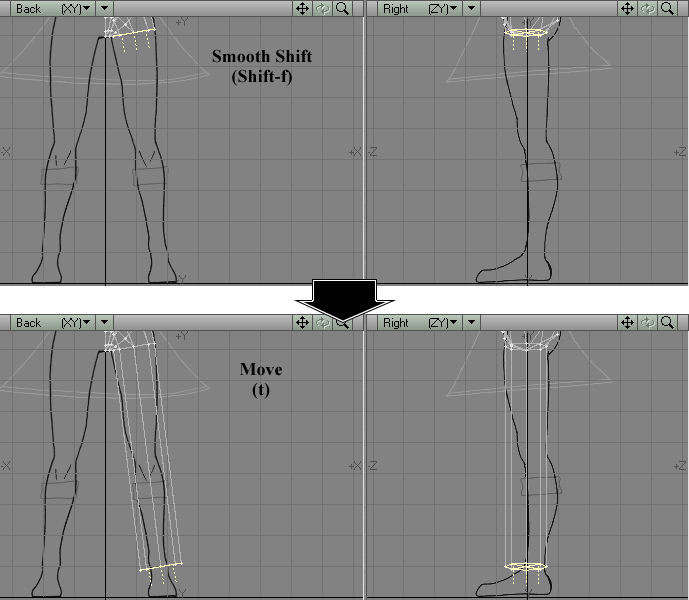 Back (XY)
Right (ZY)
+Y
Smooth Shift
(Shift-f)
-X
+X
-Z
+Z
-Y
Back (XY)
Right (ZY)
+Y
Move
(t)
-X
+X
-Z
+Z
-Y